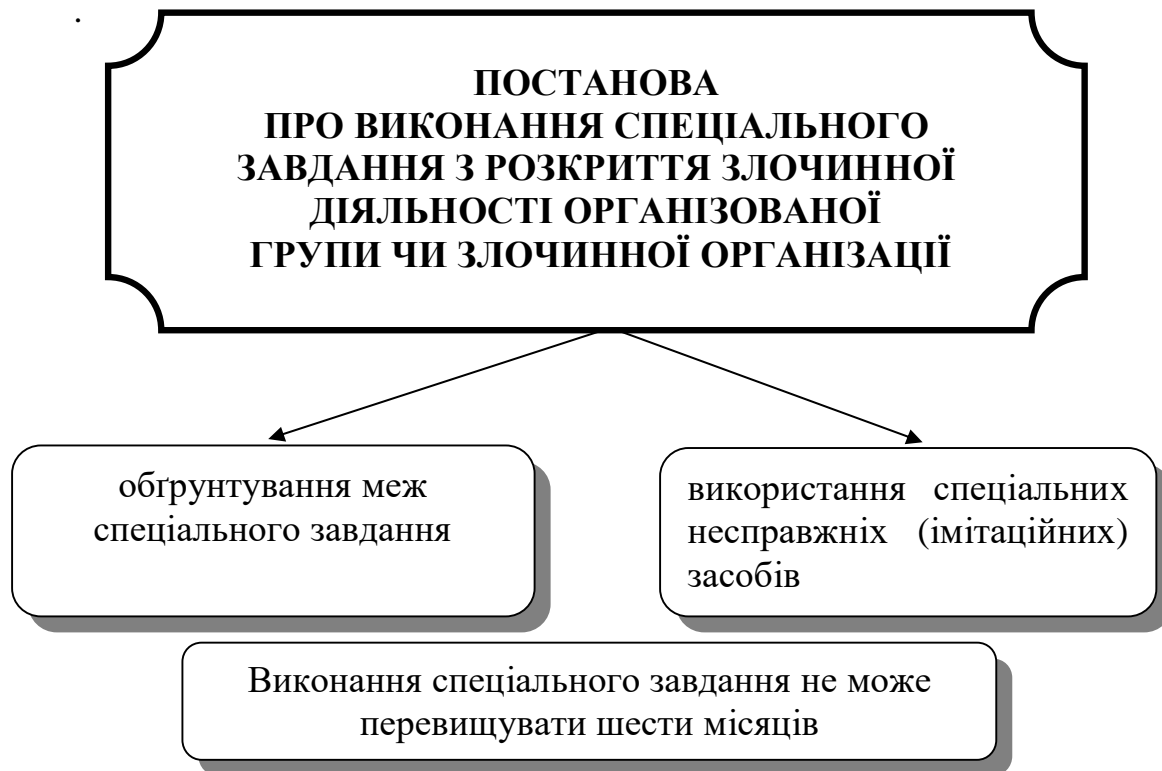 .
ПОСТАНОВА
ПРО ВИКОНАННЯ СПЕЦІАЛЬНОГО
ЗАВДАННЯ З РОЗКРИТТЯ ЗЛОЧИННОЇ
ДІЯЛЬНОСТІ ОРГАНІЗОВАНОЇ
ГРУПИ ЧИ ЗЛОЧИННОЇ ОРГАНІЗАЦІЇ
обґрунтування меж
спеціального завдання
використання спеціальних
несправжніх (імітаційних)
засобів
Виконання спеціального завдання не може
перевищувати шести місяців